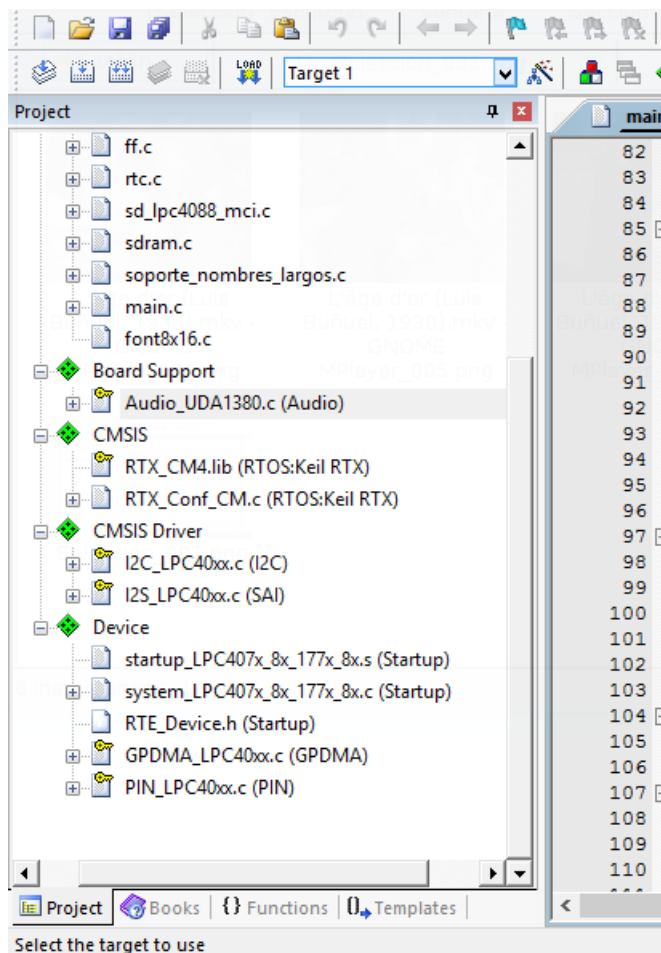 LOAD
Target 1
Project
main
ff.c
rtc.c
sd_lpc4088_mci.c
sdram.c
soporte_nombres_largos.c
main.c
font8x16.c
Board Support
Audio_UDA1380.c (Audio)
CMSIS
RTX_CM4.lib (RTOS:Keil RTX)
RTX_Conf_CM.c (RTOS:Keil RTX)
CMSIS Driver
I2C_LPC40xx.c (I2C)
I2S_LPC40xx.c (SAI)
Device
startup_LPC407x_8x_177x_8x.s (Startup)
system_LPC407x_8x_177x_8x.c (Startup)
RTE_Device.h (Startup)
GPDMA_LPC40xx.c (GPDMA)
PIN_LPC40xx.c (PIN)
82
83
84
85
86
87
88
89
90
91
92
93
94
95
96
97
98
99
100
101
102
103
104
105
106
107
108
109
110
Project
Books
{} Functions
0 Templates
Select the target to use